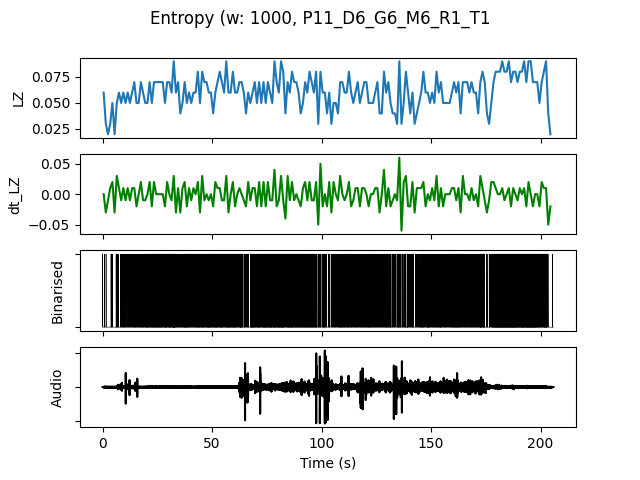 Entropy (w: 1000, P11_D6_G6_M6_R1_T1
LZ
0.075
0.050
0.025
dt_LZ
0.05
0.00
−0.05
Binarised
Audio
0
50
100
150
200
Time (s)